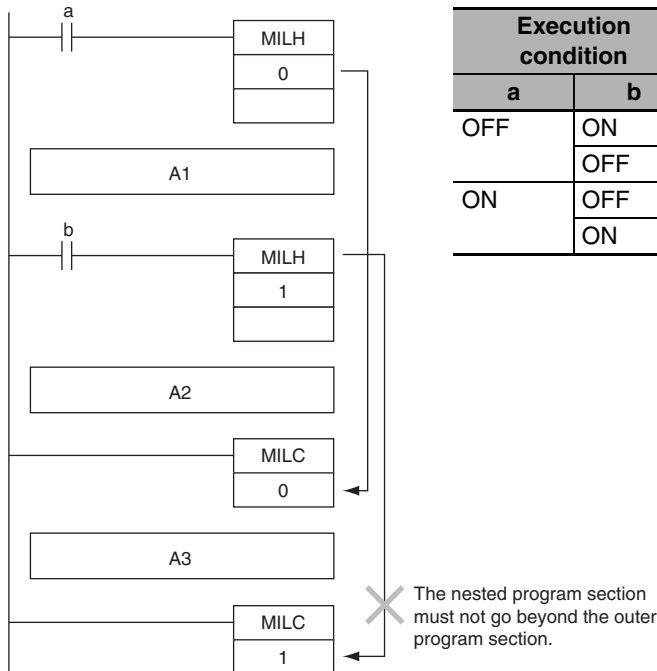 a
MILH
0
A1
b
MILH
1
A2
MILC
0
A3
MILC
1
Execution
condition
a b
OFF ON
OFF
ON OFF
ON
The nested program section
must not go beyond the outer
program section.